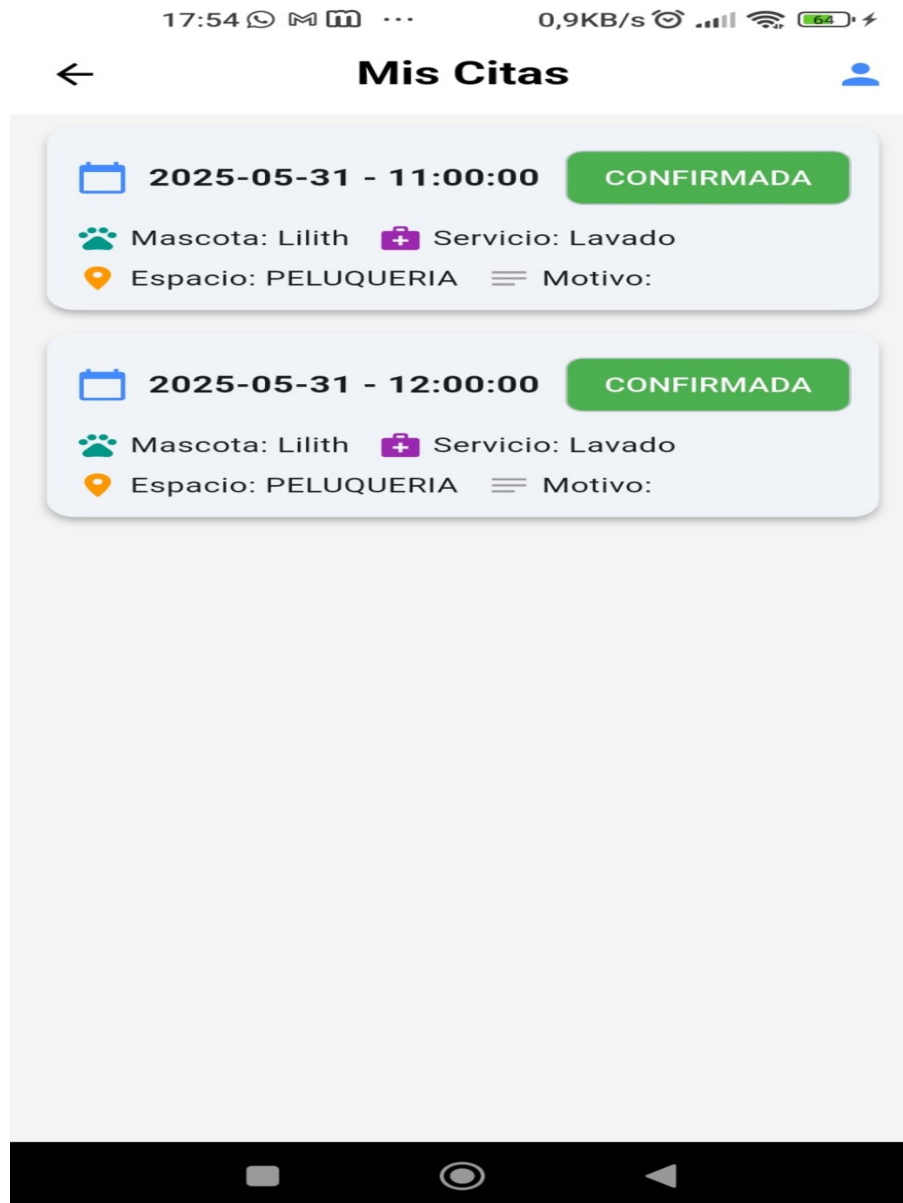 17:54 ... 0,9KB/s 64
Mis Citas
2025-05-31 - 11:00:00 CONFIRMADA
Mascota: Lilith Servicio: Lavado
Espacio: PELUQUERIA Motivo:
2025-05-31 - 12:00:00 CONFIRMADA
Mascota: Lilith Servicio: Lavado
Espacio: PELUQUERIA Motivo: